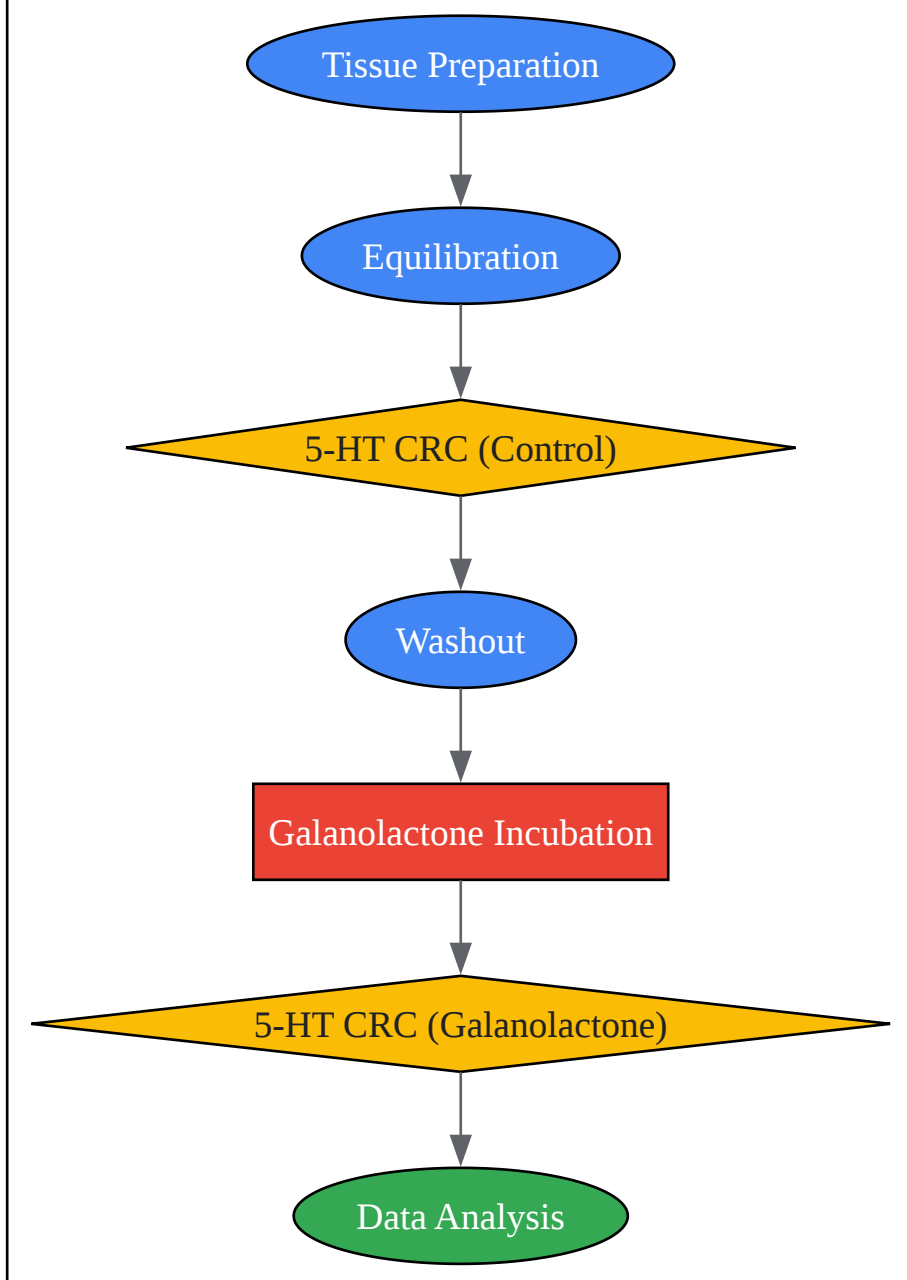 Tissue Preparation
Equilibration
5-HT CRC (Control)
Washout
Galanolactone Incubation
5-HT CRC (Galanolactone)
Data Analysis